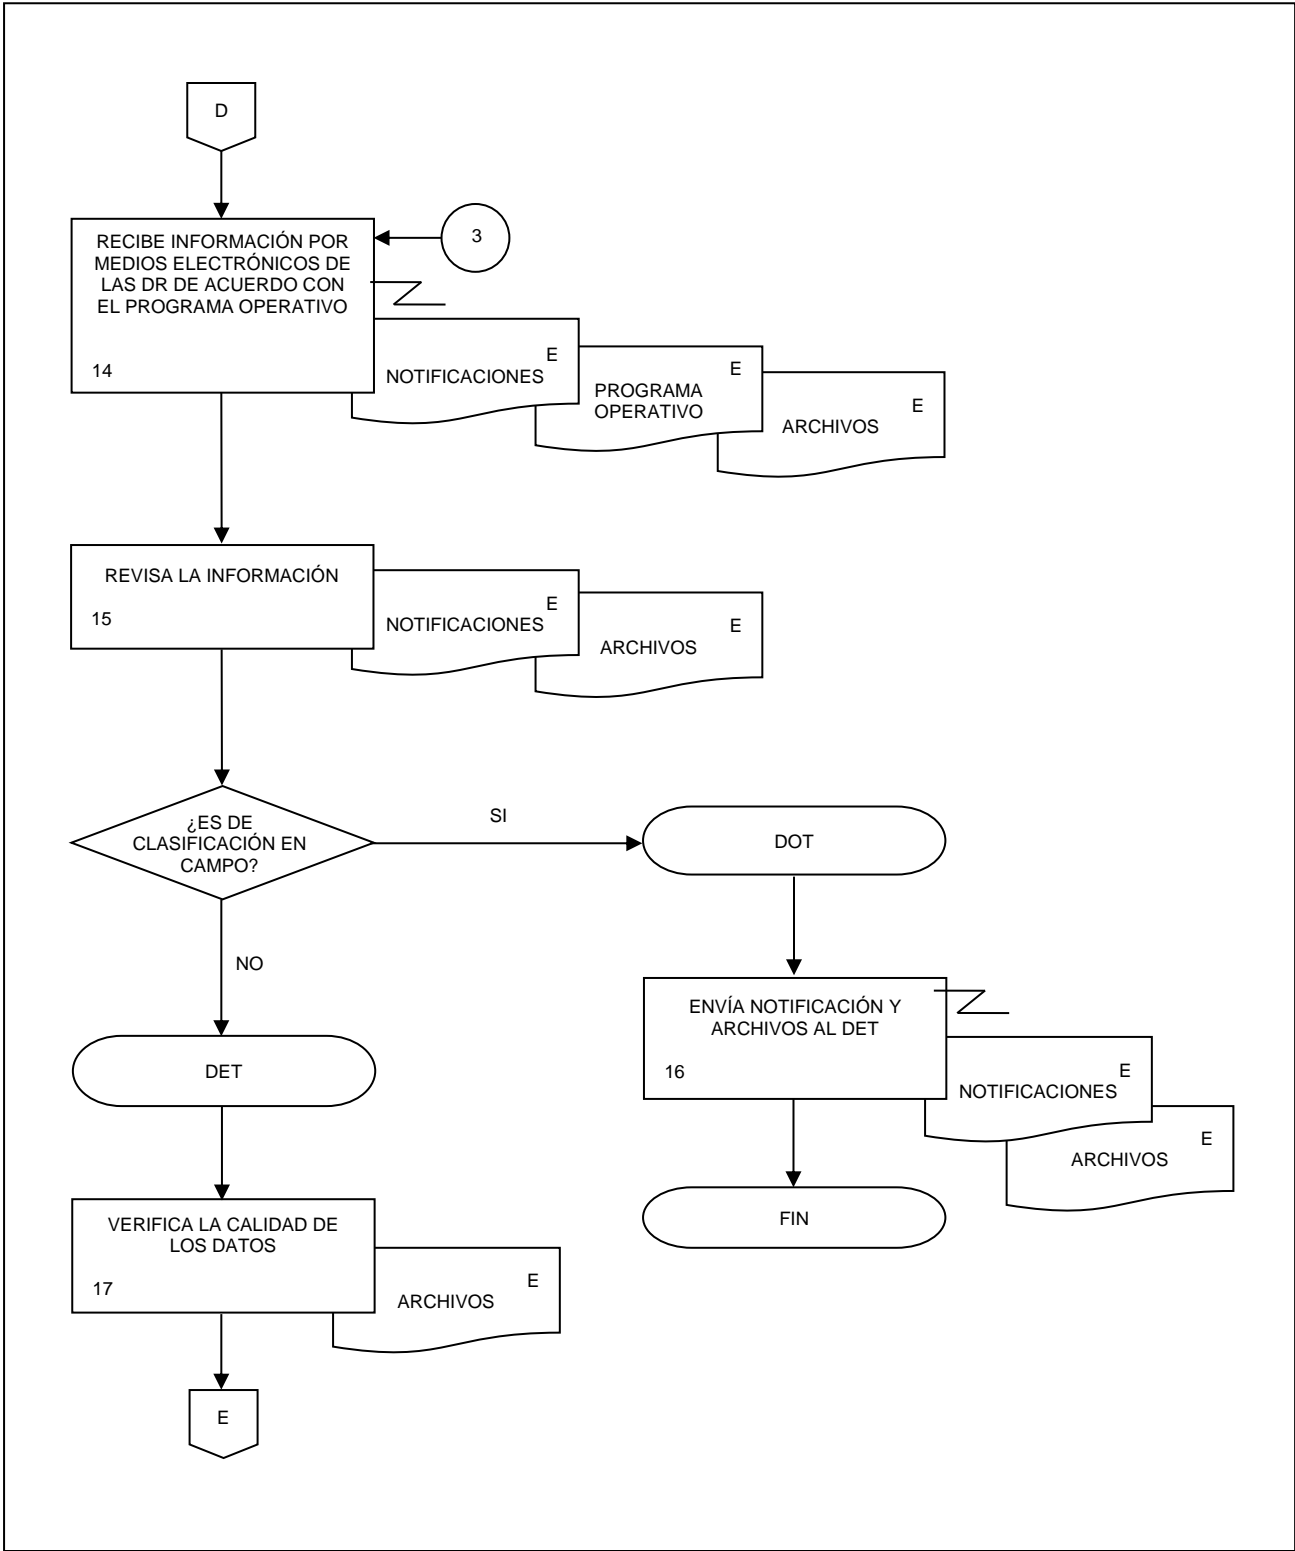 D
RECIBE INFORMACIÓN POR
MEDIOS ELECTRÓNICOS DE
LAS DR DE ACUERDO CON
EL PROGRAMA OPERATIVO
14
3
E
NOTIFICACIONES
E
PROGRAMA
OPERATIVO
E
ARCHIVOS
REVISA LA INFORMACIÓN
15
E
NOTIFICACIONES
E
ARCHIVOS
¿ES DE
CLASIFICACIÓN EN
CAMPO?
SI
DOT
NO
ENVÍA NOTIFICACIÓN Y
ARCHIVOS AL DET
16
E
NOTIFICACIONES
E
ARCHIVOS
FIN
DET
VERIFICA LA CALIDAD DE
LOS DATOS
17
E
ARCHIVOS
E